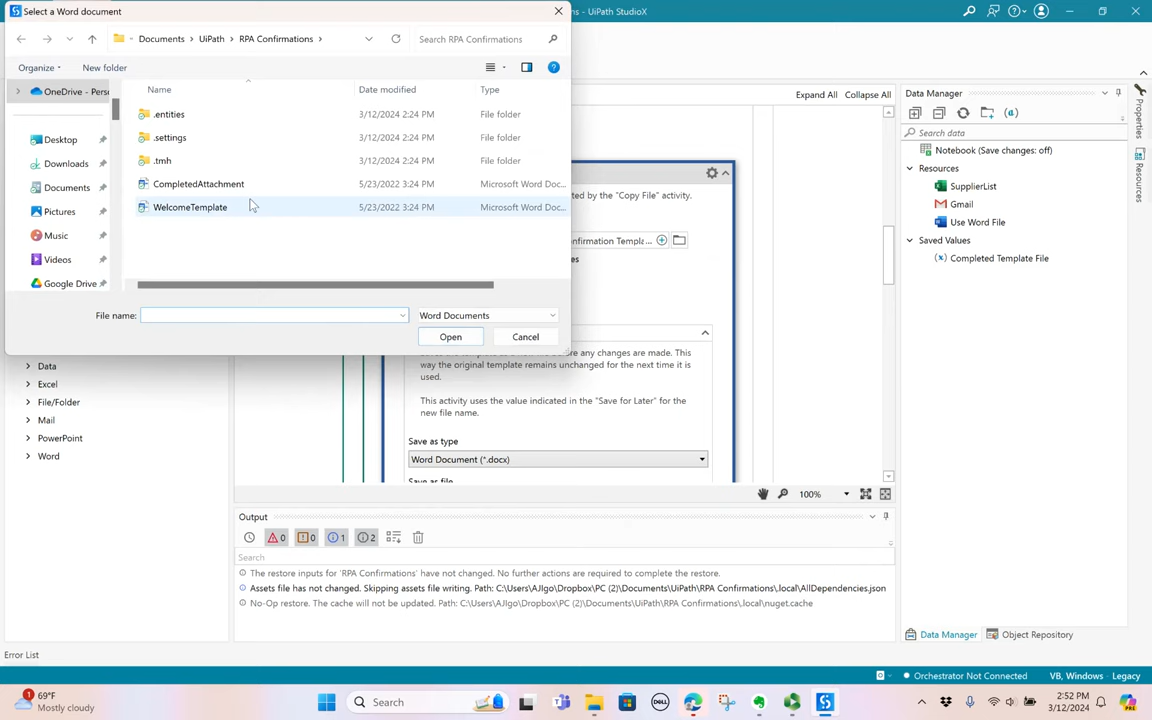 Select a Word document
s - UiPath StudioX
Documents
UiPath
RPA Confirmations
Search RPA Confirmations
Organize
New folder
OneDrive - Perso
Desktop
Downloads
Documents
Pictures
Music
Videos
Google Drive
Name
Date modified
Type
.entities
3/12/2024 2:24 PM
File folder
.settings
3/12/2024 2:24 PM
File folder
.tmh
3/12/2024 2:24 PM
File folder
CompletedAttachment
5/23/2022 3:24 PM
Microsoft Word Doc...
WelcomeTemplate
5/23/2022 3:24 PM
Microsoft Word Doc...
File name:
Word Documents
Open
Cancel
Data
Excel
File/Folder
Mail
PowerPoint
Word
Expand All
Collapse All
ted by the "Copy File" activity.
nfirmation Templa...
es
before any changes are made. This
way the original template remains unchanged for the next time it is
used.
This activity uses the value indicated in the "Save for Later" for the
new file name.
Save as type
Word Document (*.docx)
Save as file
100%
Output
0
0
1
2
Search
The restore inputs for 'RPA Confirmations' have not changed. No further actions are required to complete the restore.
Assets file has not changed. Skipping assets file writing. Path: C:\Users\AJIgo\Dropbox\PC (2)\Documents\UiPath\RPA Confirmations\.local\AllDependencies.json
No-Op restore. The cache will not be updated. Path: C:\Users\AJIgo\Dropbox\PC (2)\Documents\UiPath\RPA Confirmations\.local\nuget.cache
Data Manager
Search data
Notebook (Save changes: off)
Resources
SupplierList
Gmail
Use Word File
Saved Values
Completed Template File
Properties
Resources
Data Manager
Object Repository
Error List
Orchestrator Not Connected
VB, Windows - Legacy
1
69°F
Mostly cloudy
Search
DELL
2:52 PM
3/12/2024
PRE